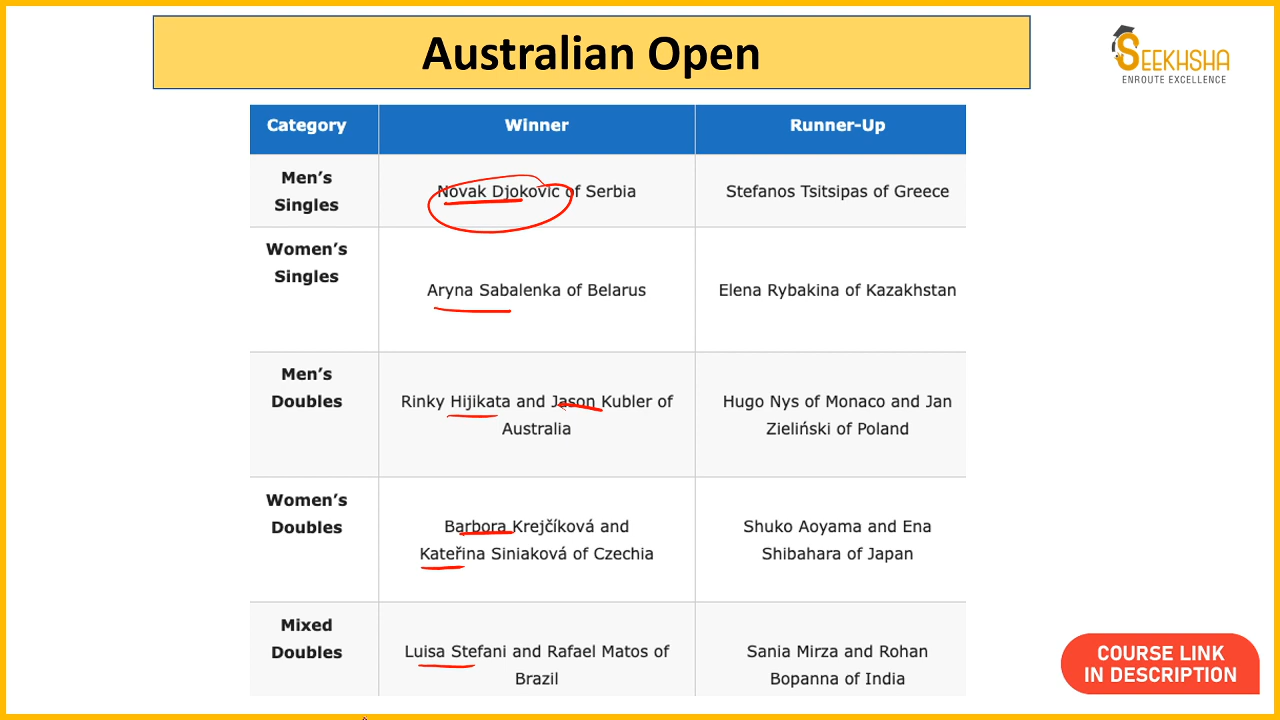 Australian Open
SEEKHSHA
ENROUTE EXCELLENCE
Category Winner Runner-Up
Men's
Singles
Novak Djokovic of Serbia
Stefanos Tsitsipas of Greece
Women's
Singles
Aryna Sabalenka of Belarus
Elena Rybakina of Kazakhstan
Men's
Doubles
Rinky Hijikata and Jason Kubler of
Australia
Hugo Nys of Monaco and Jan
Zieliński of Poland
Women's
Doubles
Barbora Krejčíková and
Kateřina Siniaková of Czechia
Shuko Aoyama and Ena
Shibahara of Japan
Mixed
Doubles
Luisa Stefani and Rafael Matos of
Brazil
Sania Mirza and Rohan
Bopanna of India
COURSE LINK
IN DESCRIPTION